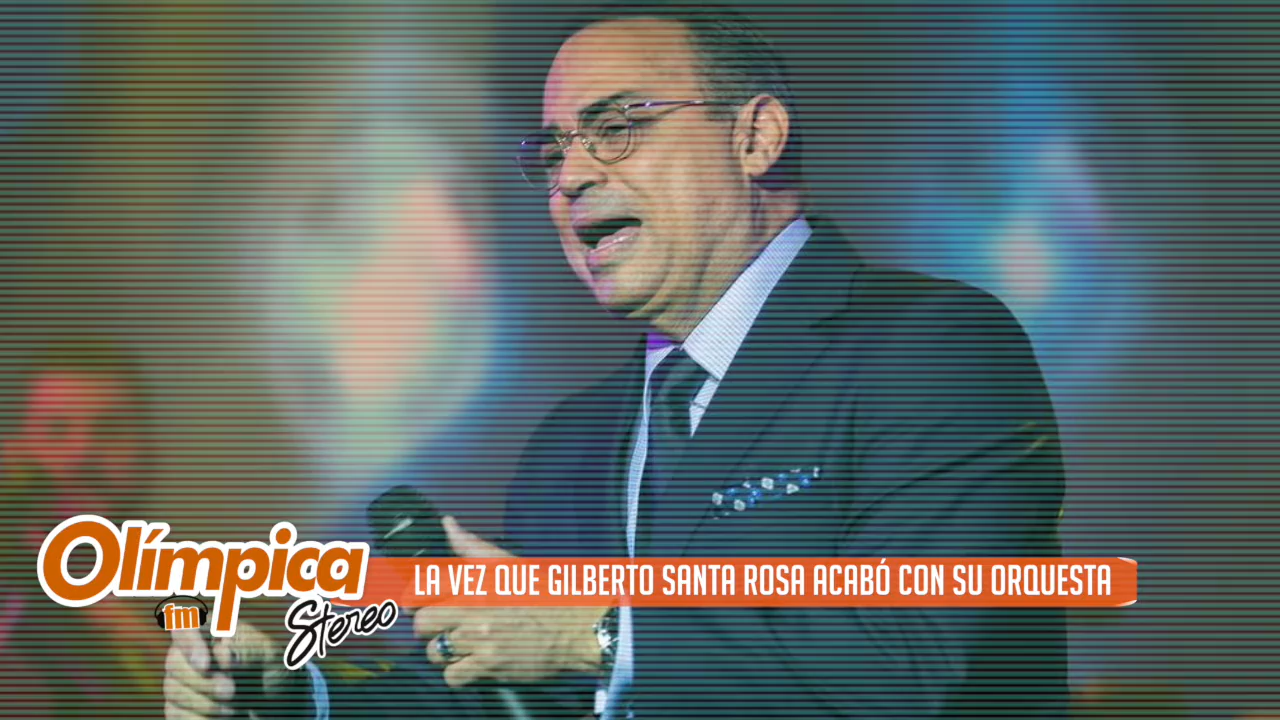 Olímpica
fm
Stereo
LA VEZ QUE GILBERTO SANTA ROSA ACABÓ CON SU ORQUESTA